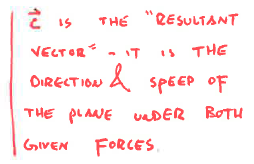 c⃗ IS THE "RESULTANT
VECTOR" - IT IS THE
DIRECTION & SPEED OF
THE PLANE UNDER BOTH
GIVEN FORCES.